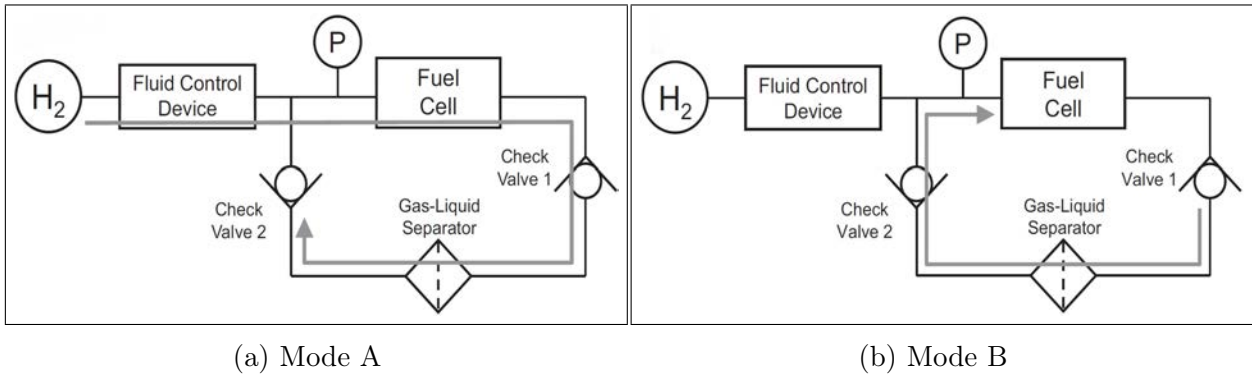 P
H2
Fluid Control
Device
Fuel
Cell
Check
Valve 1
Check
Valve 2
Gas-Liquid
Separator
(a) Mode A
P
H2
Fluid Control
Device
Fuel
Cell
Check
Valve 1
Check
Valve 2
Gas-Liquid
Separator
(b) Mode B